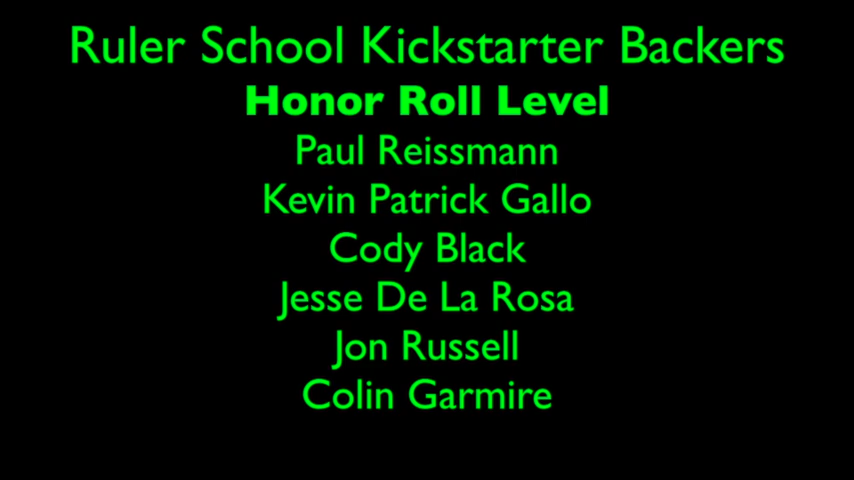 Ruler School Kickstarter Backers
Honor Roll Level
Paul Reissmann
Kevin Patrick Gallo
Cody Black
Jesse De La Rosa
Jon Russell
Colin Garmire